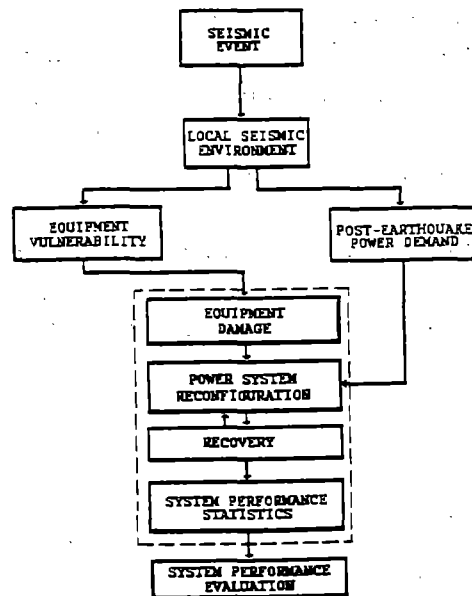 SEISMIC
EVENT
LOCAL SEISMIC
ENVIRONMENT
EQUIPMENT
VULNERABILITY
POST-EARTHQUAKE
POWER DEMAND
EQUIPMENT
DAMAGE
POWER SYSTEM
RECONFIGURATION
RECOVERY
SYSTEM PERFORMANCE
STATISTICS
SYSTEM PERFORMANCE
EVALUATION